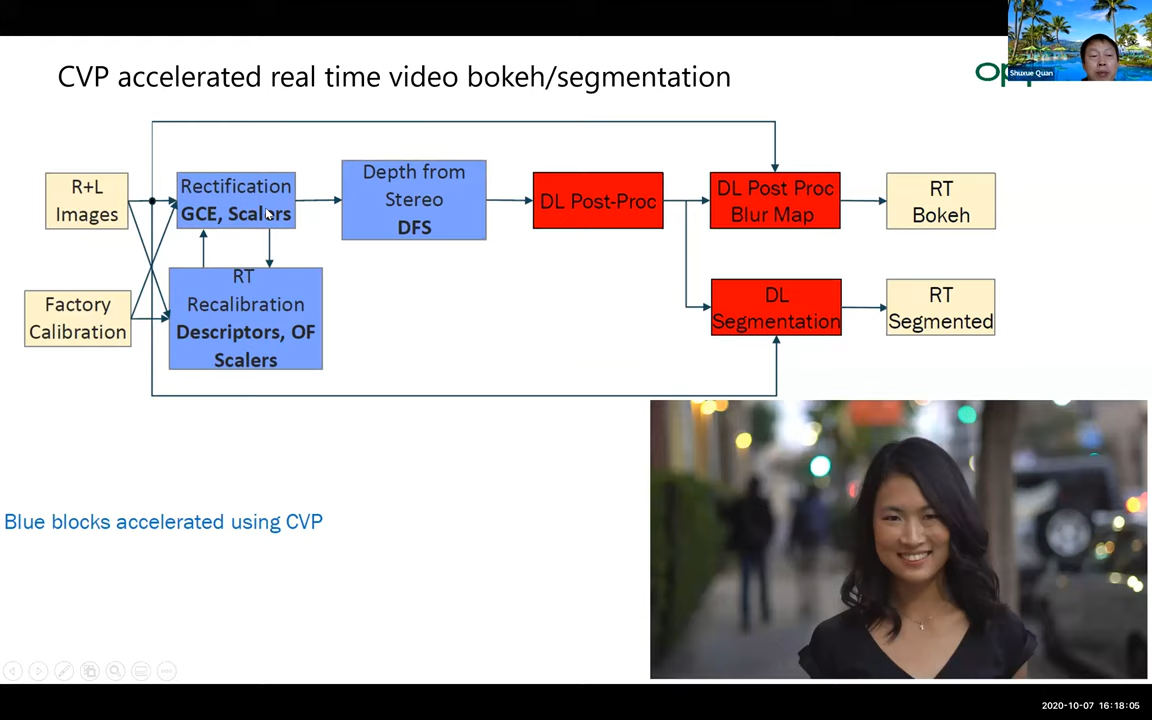 CVP accelerated real time video bokeh/segmentation
Shuxue Quan
R+L
Images
Rectification
GCE, Scalers
Depth from
Stereo
DFS
DL Post-Proc
DL Post Proc
Blur Map
RT
Bokeh
Factory
Calibration
RT
Recalibration
Descriptors, OF
Scalers
DL
Segmentation
RT
Segmented
Blue blocks accelerated using CVP
2020-10-07 16:18:05